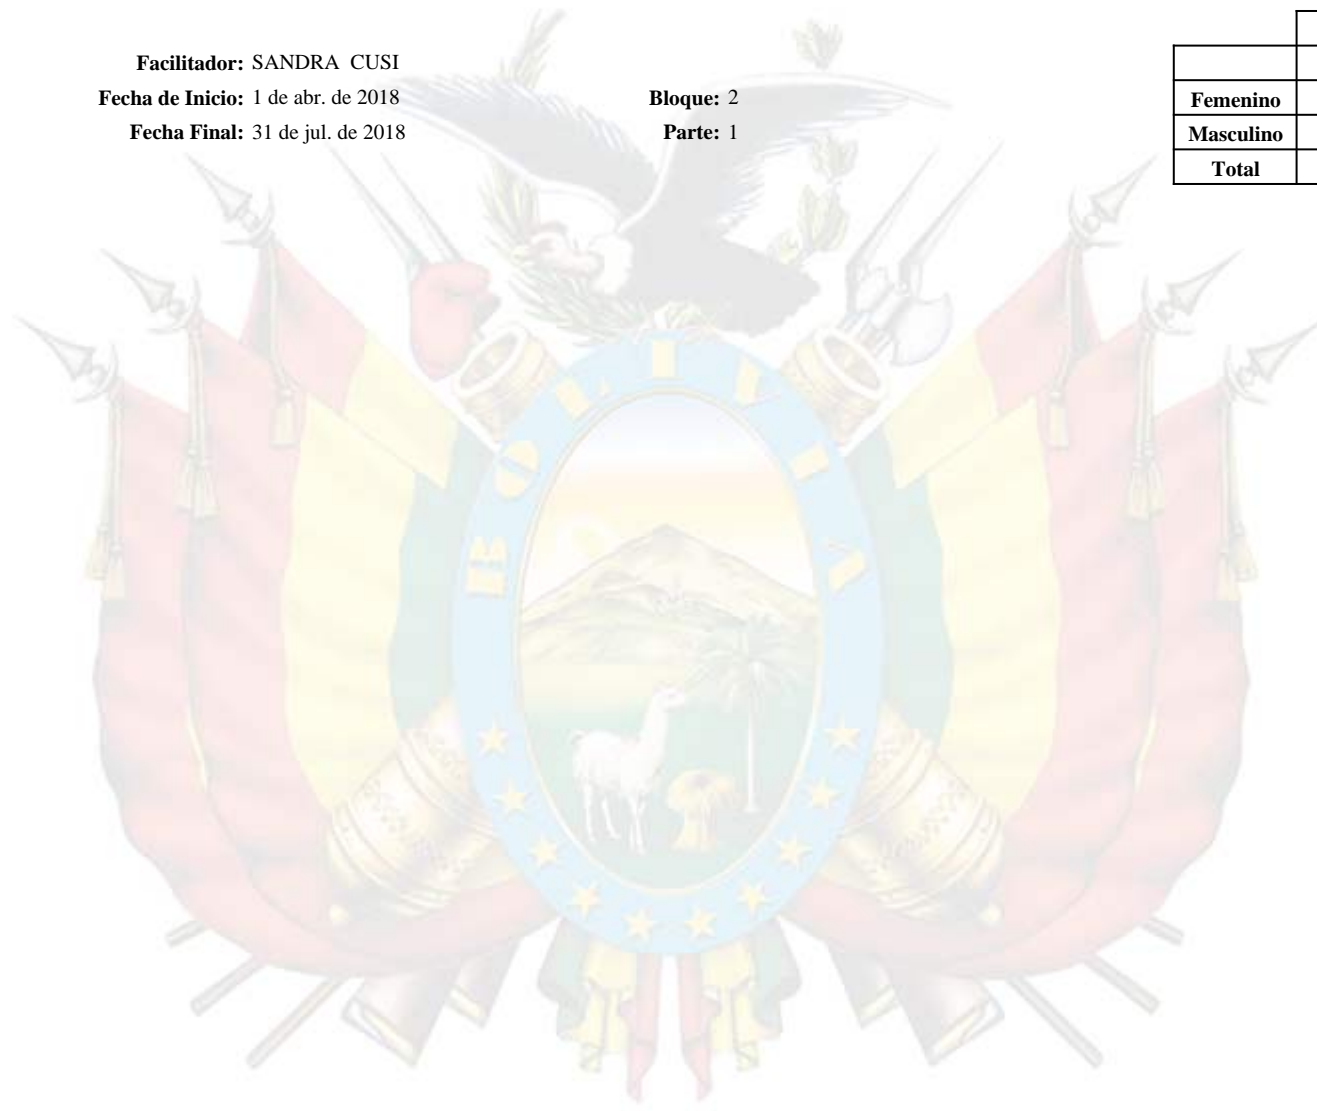 Facilitador: SANDRA CUSI
Fecha de Inicio: 1 de abr. de 2018 Bloque: 2
Femenino
Fecha Final: 31 de jul. de 2018 Parte: 1
Masculino
Total
BOLIVIA